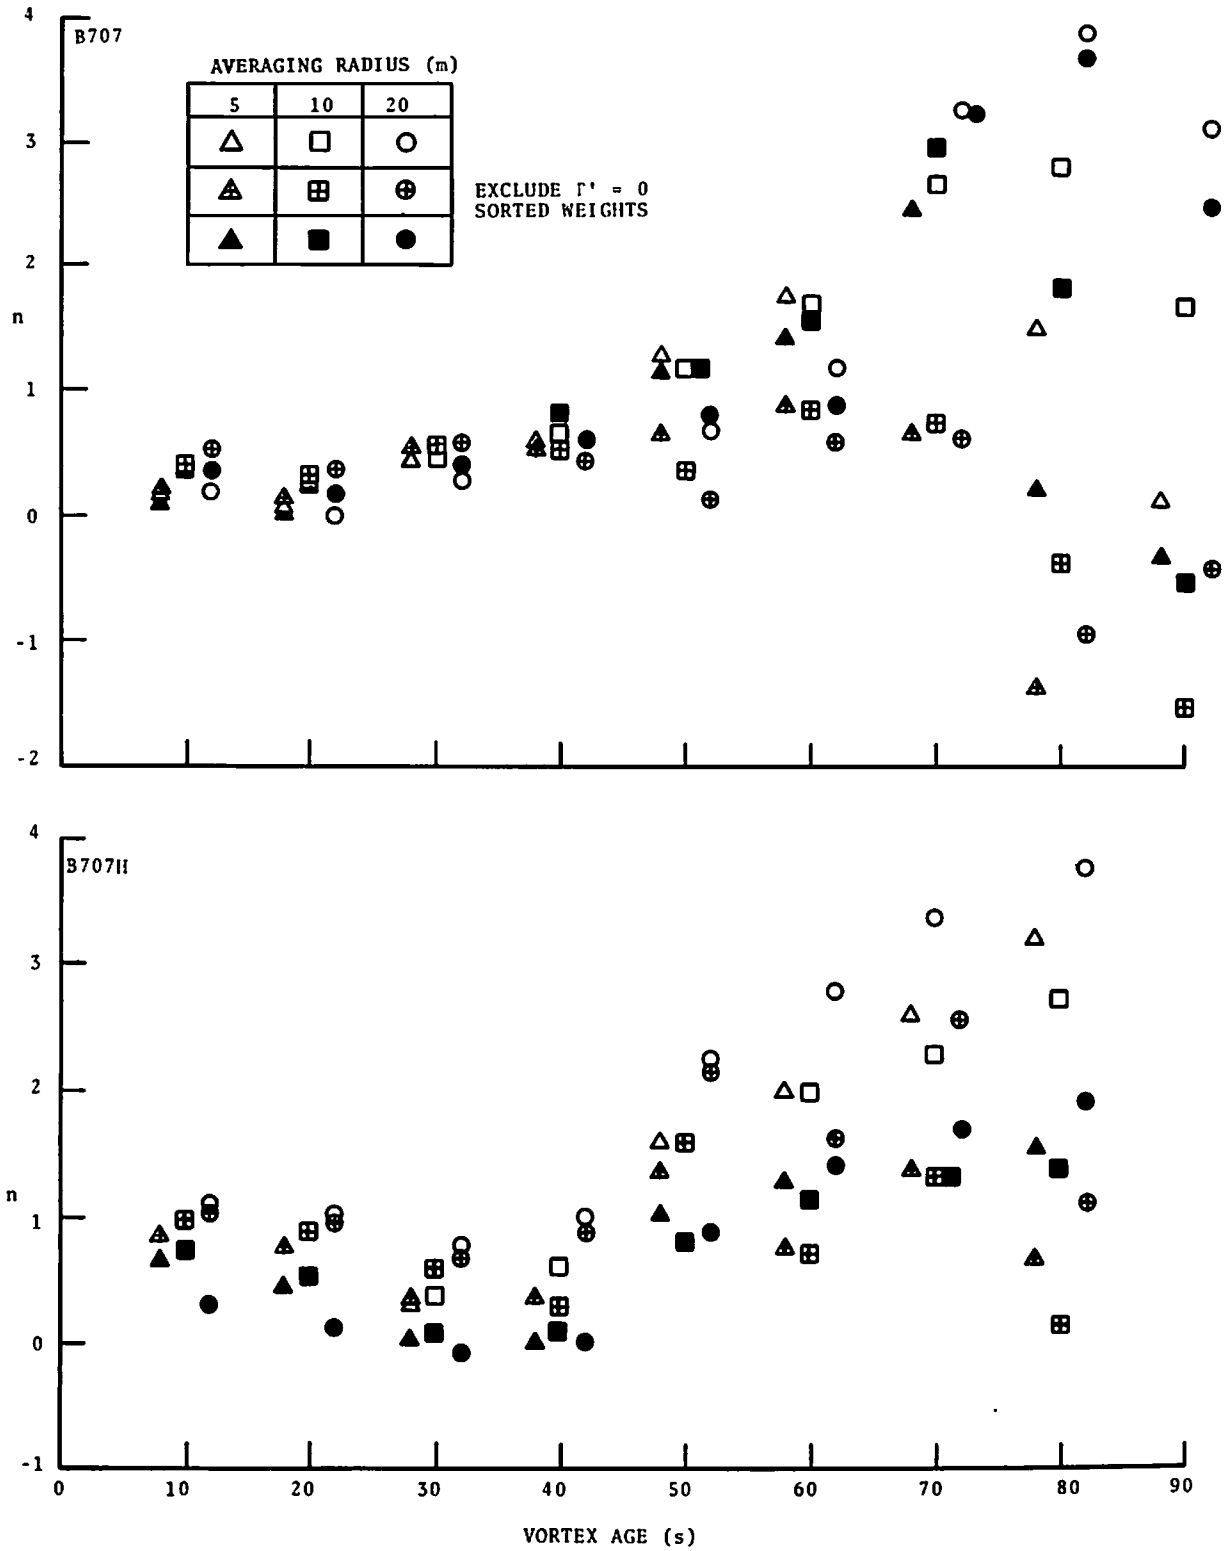 4
B707
AVERAGING RADIUS (m)
5 10 20
EXCLUDE Γ' = 0
SORTED WEIGHTS
3
2
n
1
0
-1
-2
4
B707H
3
2
n
1
0
-1
0 10 20 30 40 50 60 70 80 90
VORTEX AGE (s)